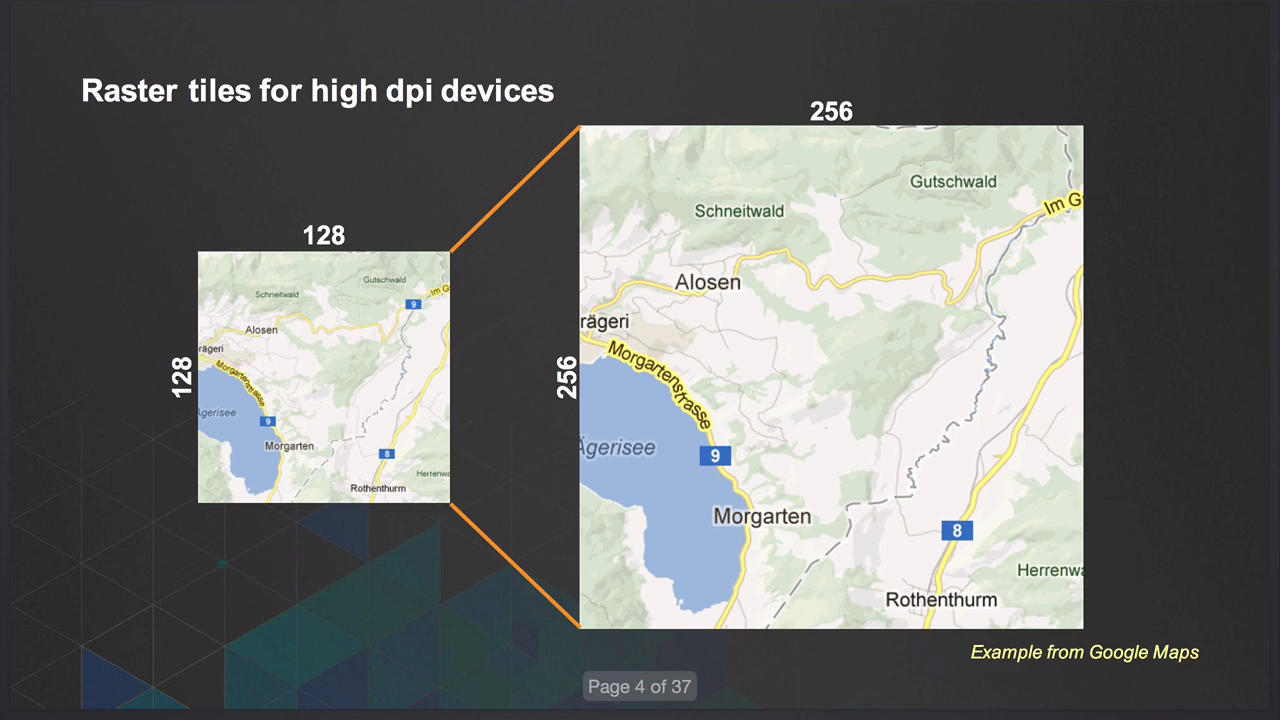 Raster tiles for high dpi devices
128
128
Gutschwald
Schneitwald
9
Im G
Alosen
rägeri
Morgartenstrasse
Ägerisee
9
Morgarten
8
Herrenwa
Rothenthurm
256
256
Gutschwald
Schneitwald
Im G
Alosen
rägeri
Morgartenstrasse
Ägerisee
9
Morgarten
8
Herrenwa
Rothenthurm
Example from Google Maps
Page 4 of 37